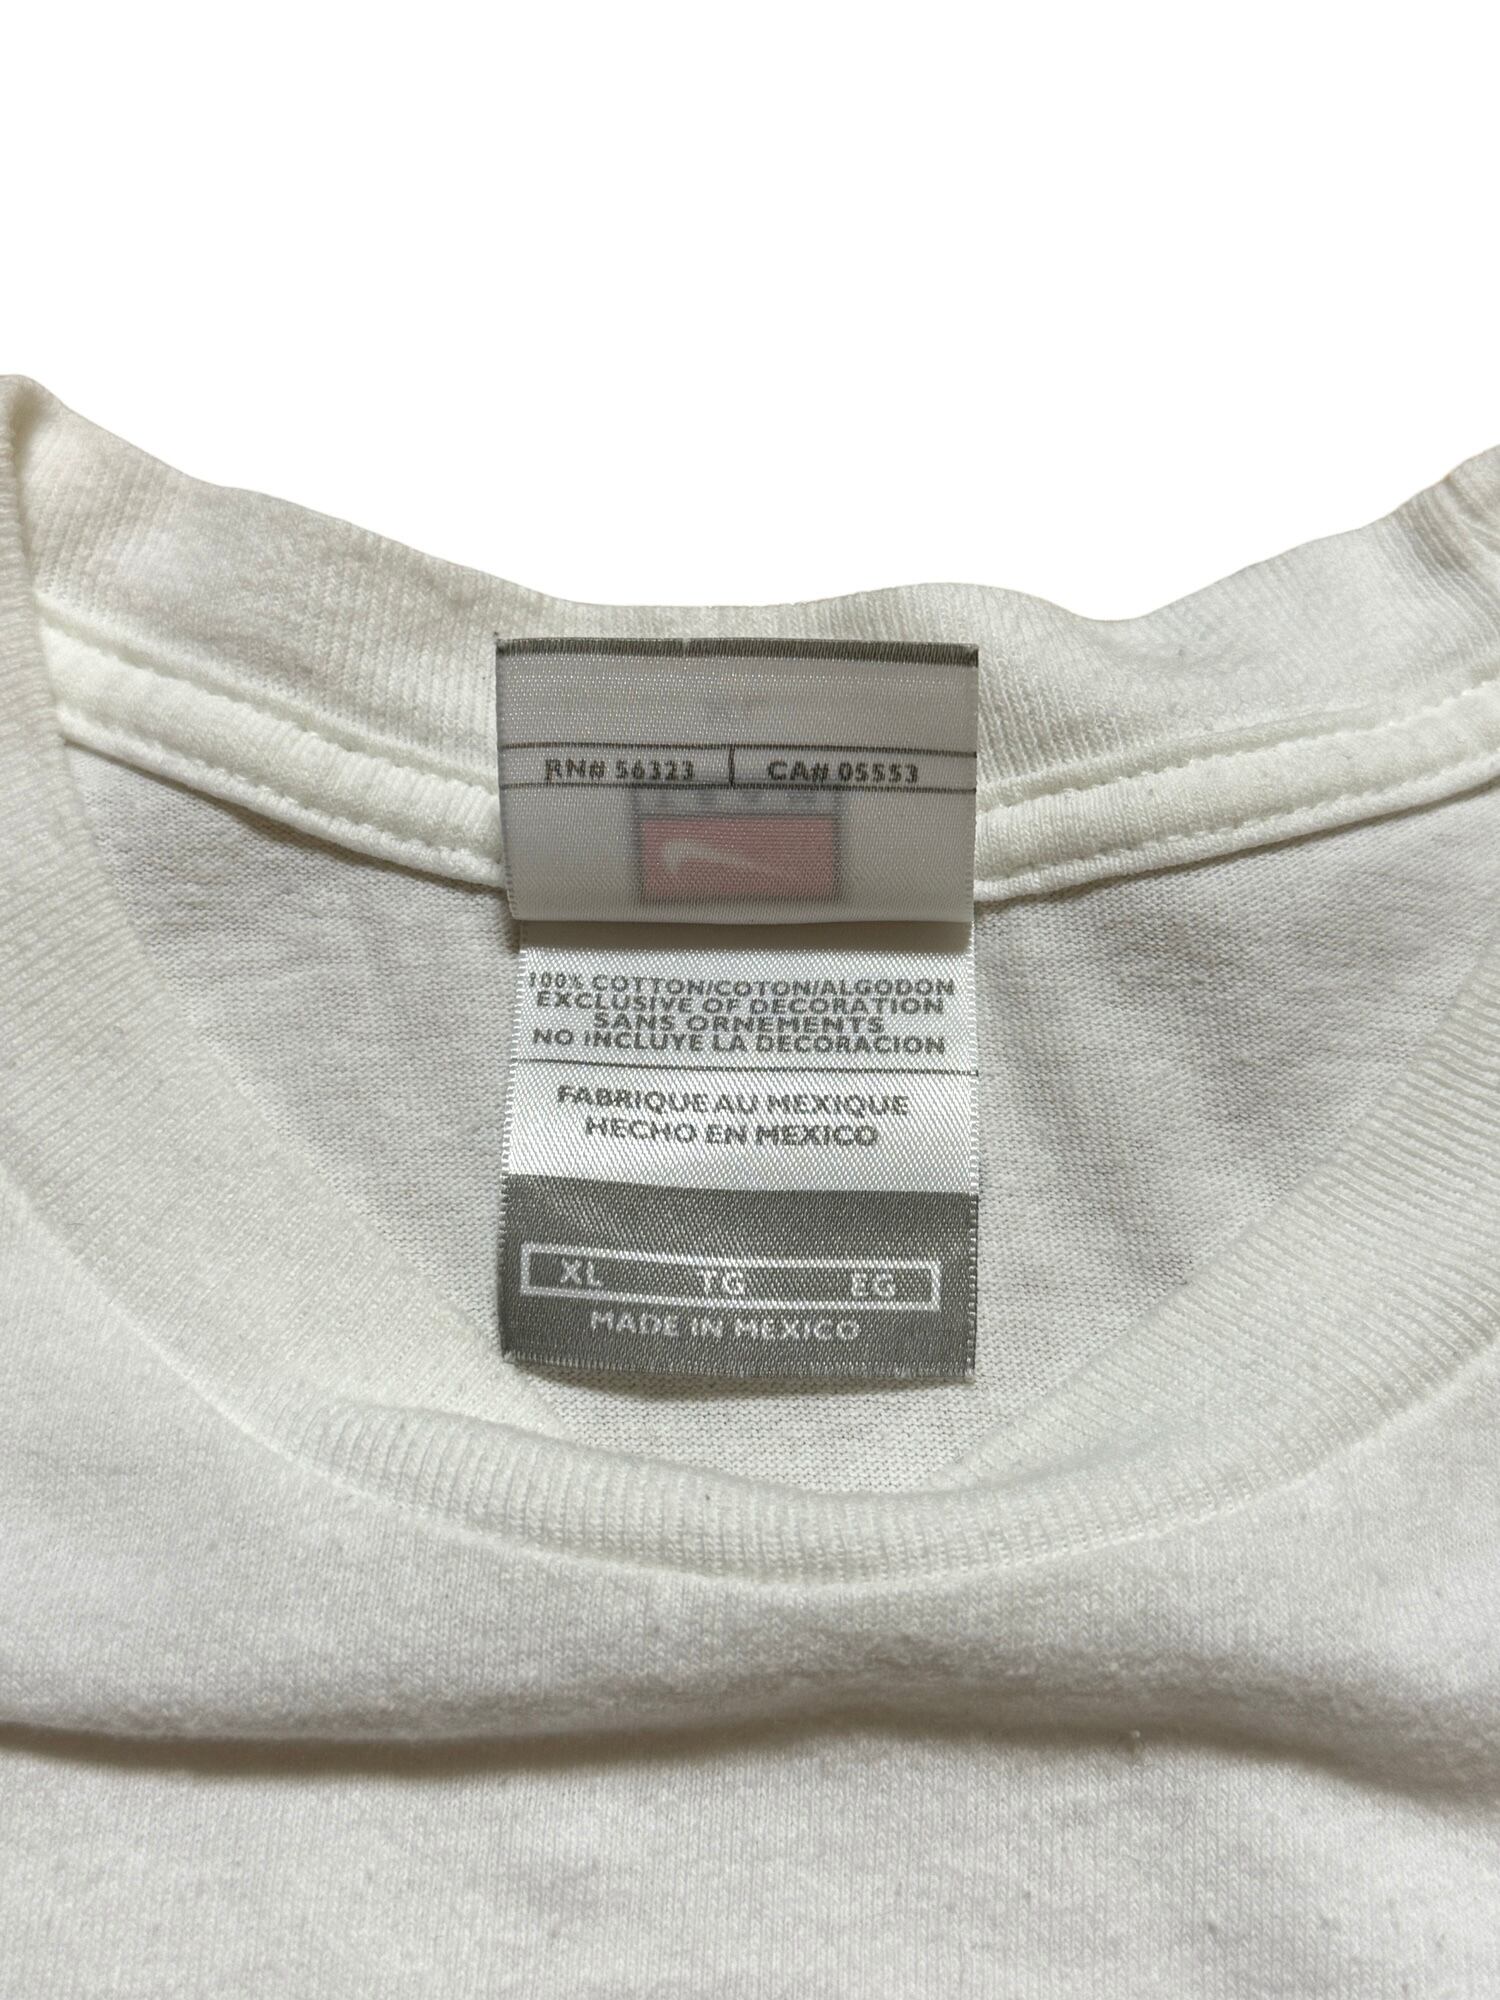 RN# 56323 | CA# 05553
100% COTTON/COTON/ALGODON
EXCLUSIVE OF DECORATION
SANS ORNEMENTS
NO INCLUYE LA DECORACION
FABRIQUE AU MEXIQUE
HECHO EN MEXICO
XL TG EG
MADE IN MEXICO